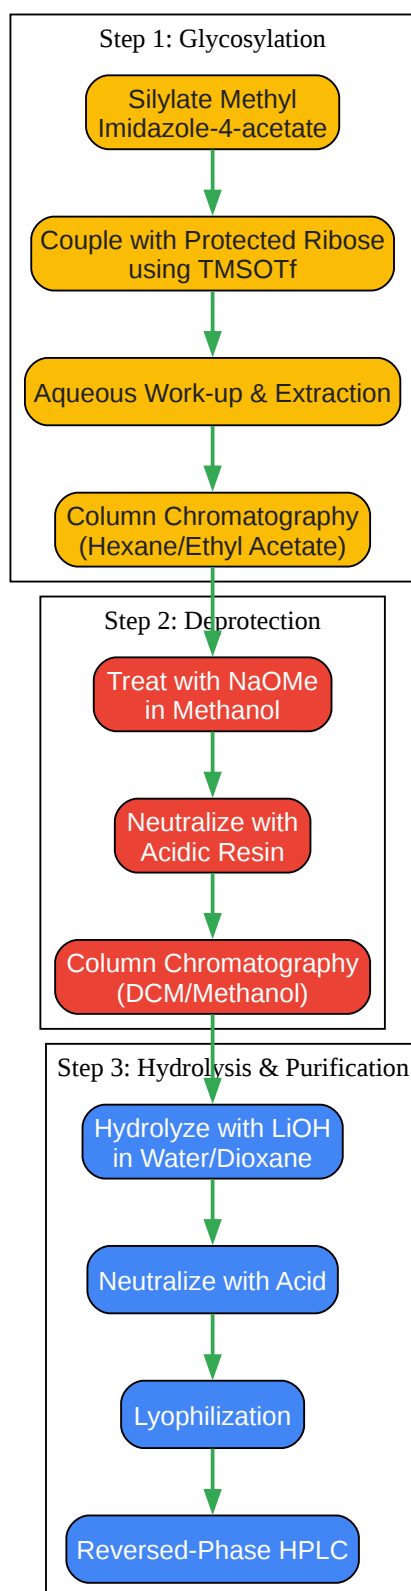 Step 1: Glycosylation
Silylate Methyl
Imidazole-4-acetate
Couple with Protected Ribose
using TMSOTf
Aqueous Work-up & Extraction
Column Chromatography
(Hexane/Ethyl Acetate)
Step 2: Deprotection
Treat with NaOMe
in Methanol
Neutralize with
Acidic Resin
Column Chromatography
(DCM/Methanol)
Step 3: Hydrolysis & Purification
Hydrolyze with LiOH
in Water/Dioxane
Neutralize with Acid
Lyophilization
Reversed-Phase HPLC